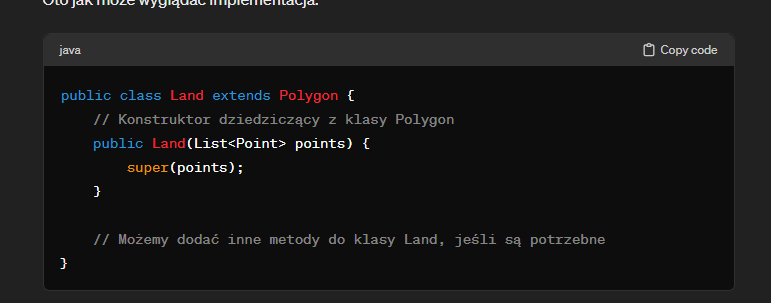 Oto jak może wyglądać implementacja:
java
Copy code
public class Land extends Polygon {
// Konstruktor dziedziczący z klasy Polygon
public Land(List<Point> points) {
super(points);
}
// Możemy dodać inne metody do klasy Land, jeśli są potrzebne
}